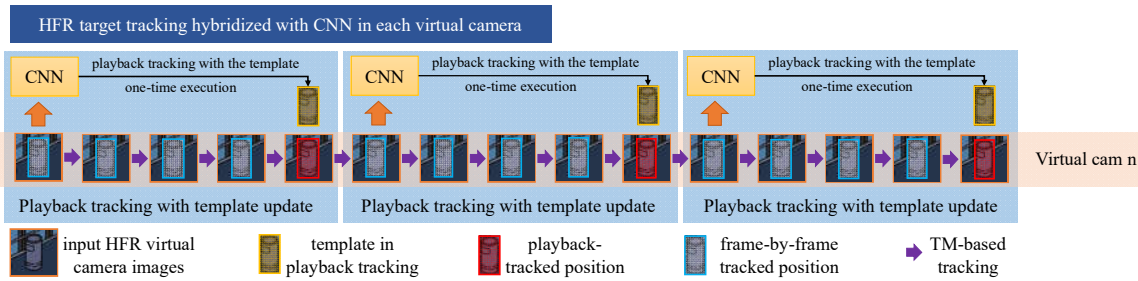 HFR target tracking hybridized with CNN in each virtual camera
CNN
playback tracking with the template
one-time execution
CNN
playback tracking with the template
one-time execution
CNN
playback tracking with the template
one-time execution
Virtual cam n
Playback tracking with template update
Playback tracking with template update
Playback tracking with template update
input HFR virtual
camera images
template in
playback tracking
playback-
tracked position
frame-by-frame
tracked position
TM-based
tracking